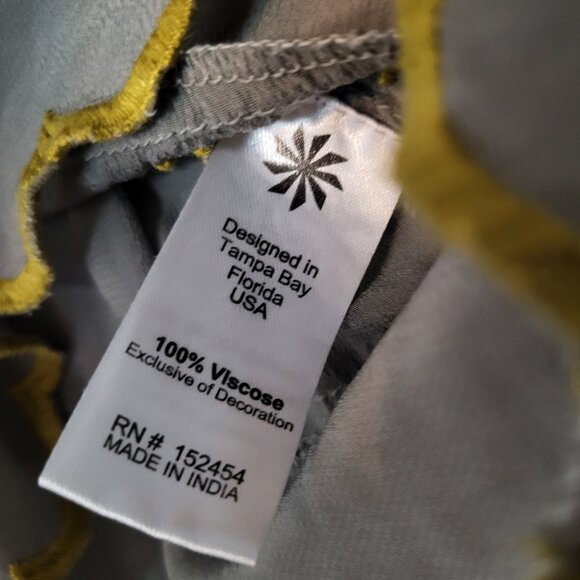 Designed in
Tampa Bay
Florida
USA
100% Viscose
Exclusive of Decoration
RN # 152454
MADE IN INDIA